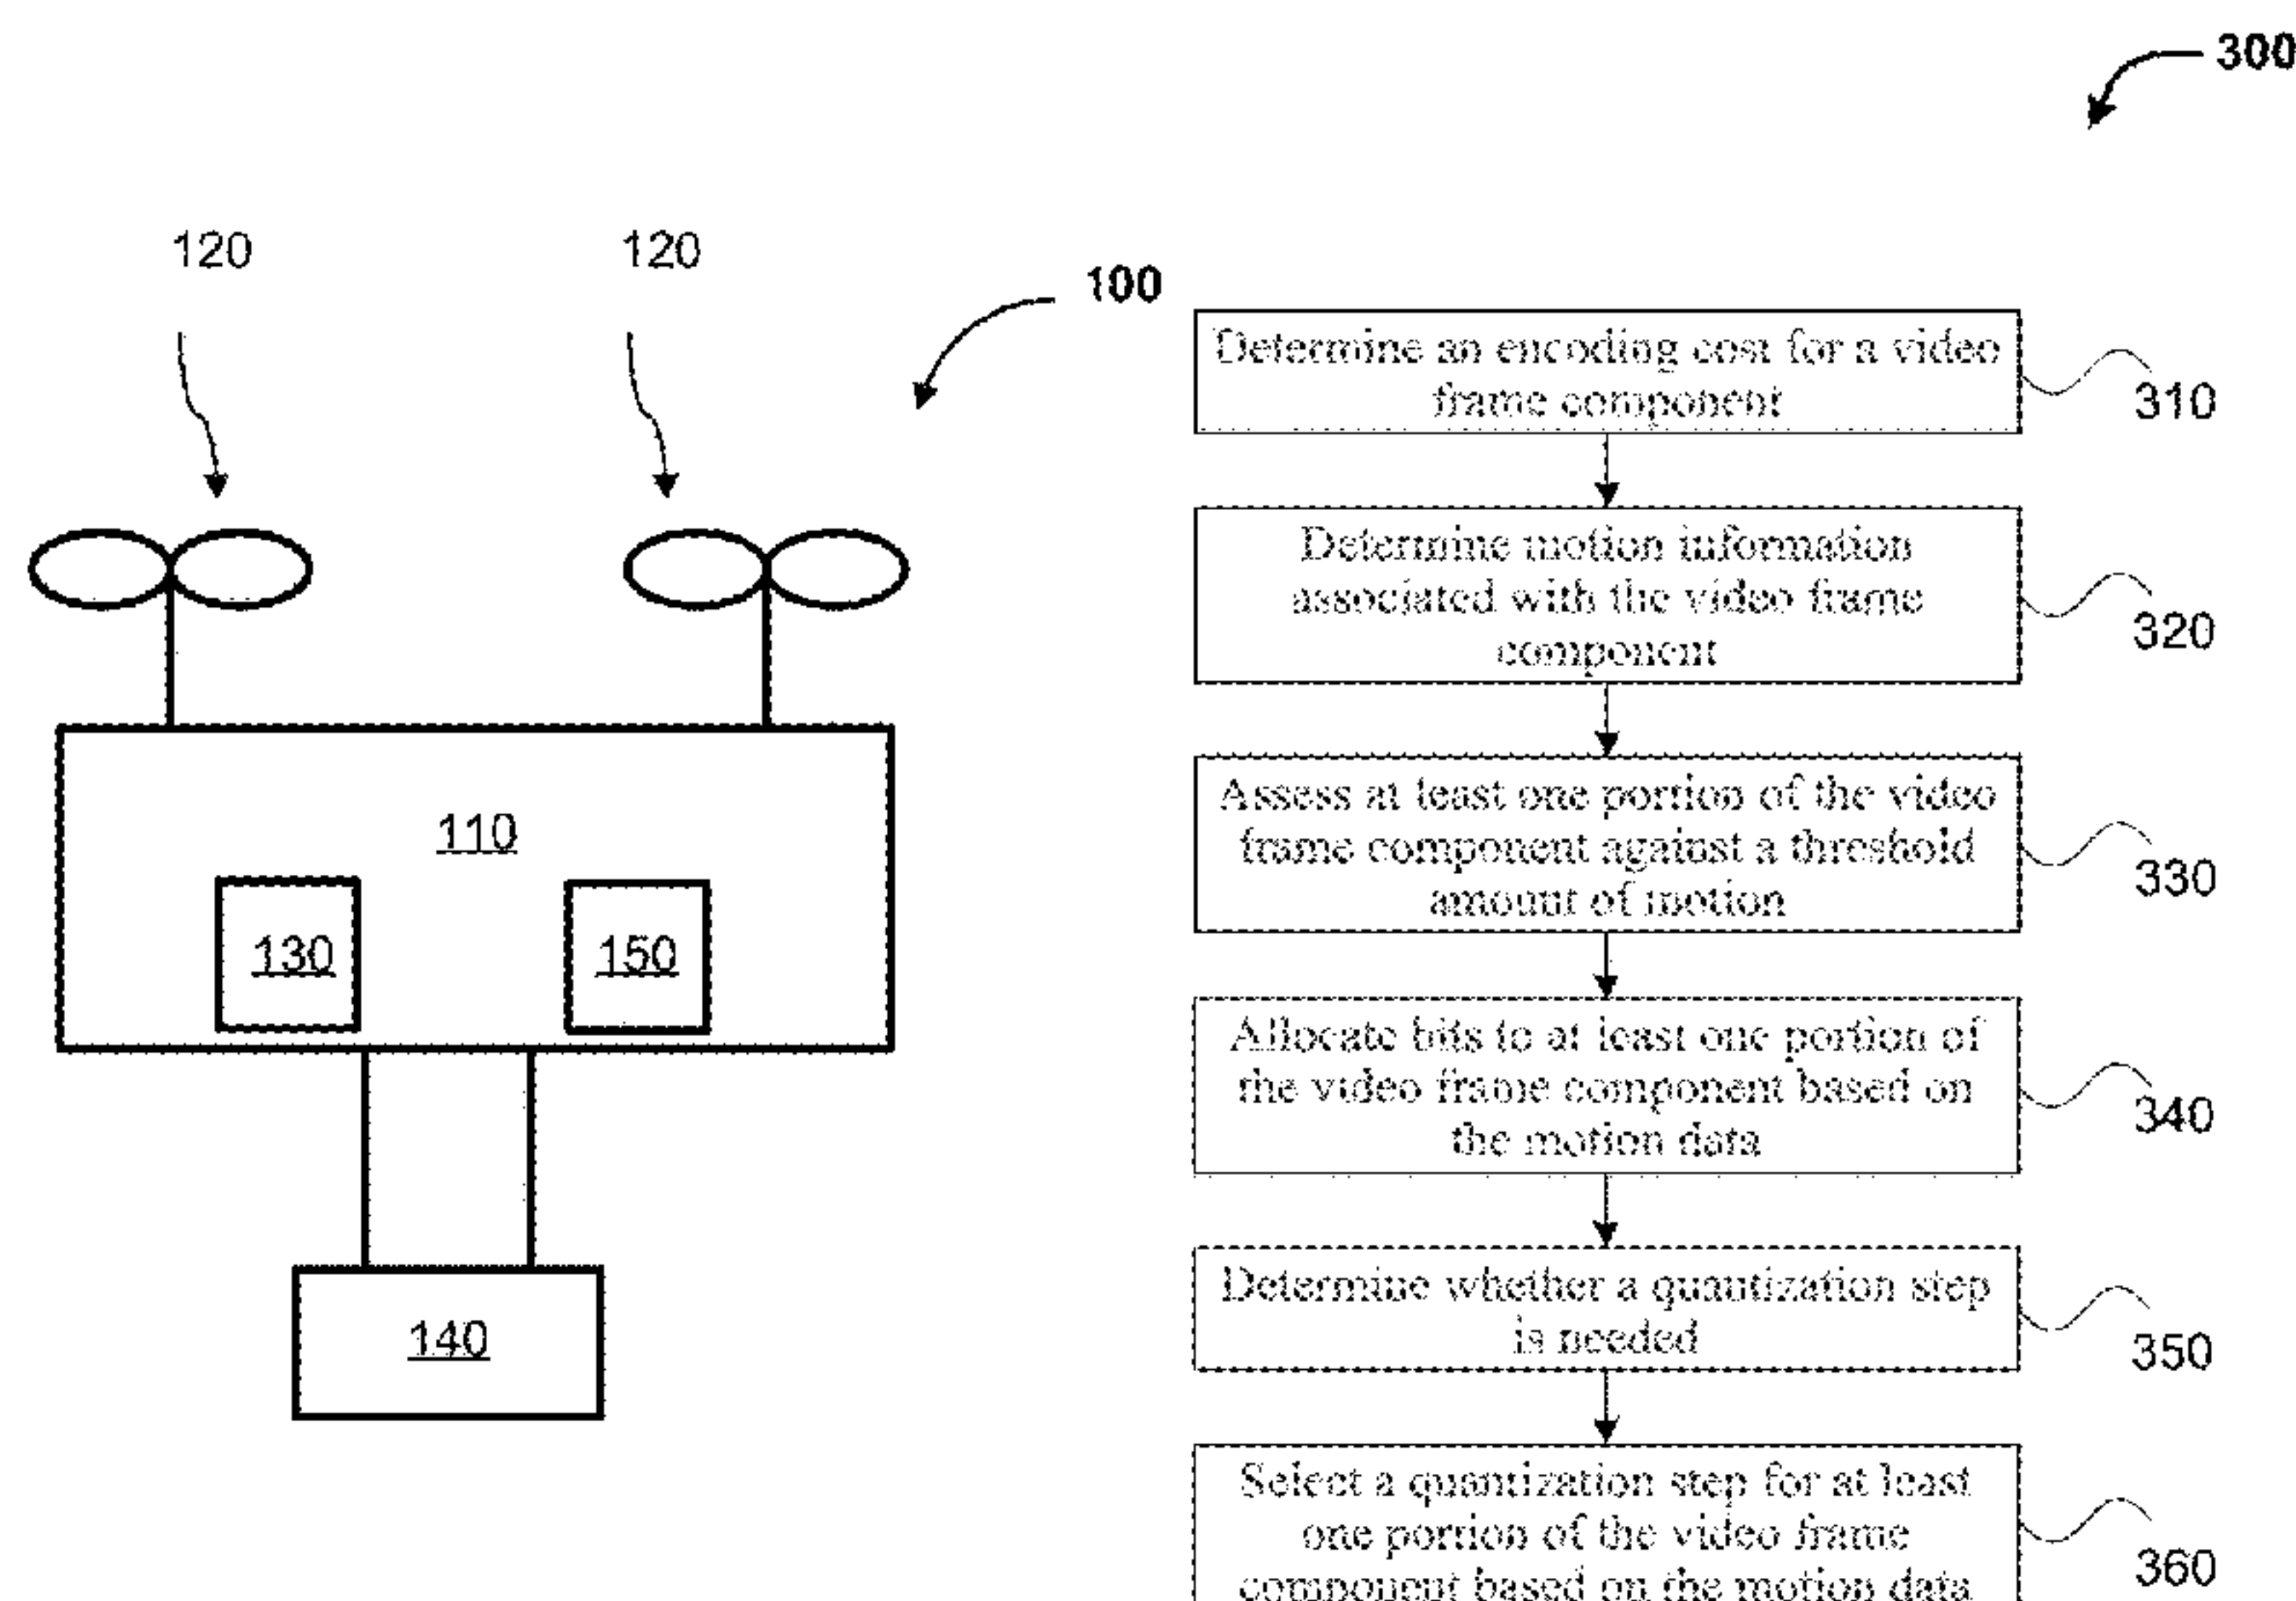 300
120
120
100
110
130
150
140
Determine an encoding cost for a video
frame component
310
Determine motion information
associated with the video frame
component
320
Assess at least one portion of the video
frame component against a threshold
amount of motion
330
Allocate bits to at least one portion of
the video frame component based on
the motion data
340
Determine whether a quantization step
is needed
350
Select a quantization step for at least
one portion of the video frame
component based on the motion data
360